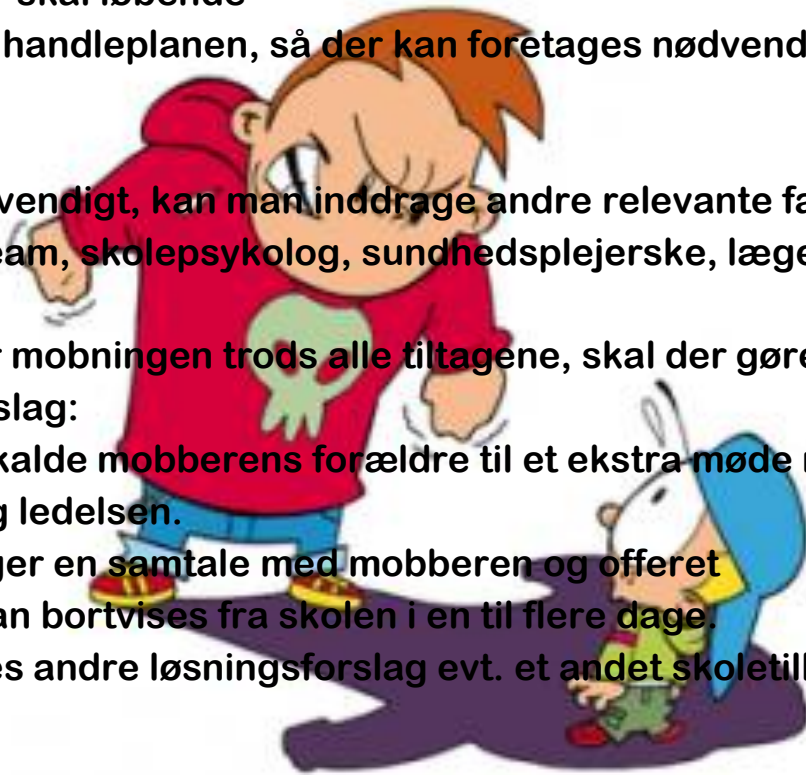 skal løbende
handleplanen, så der kan foretages nødvend
vendigt, kan man inddrage andre relevante fa
eam, skolepsykolog, sundhedsplejerske, læge
r mobningen trods alle tiltagene, skal der gøre
slag:
kalde mobberens forældre til et ekstra møde
g ledelsen.
ger en samtale med mobberen og offeret
an bortvises fra skolen i en til flere dage.
es andre løsningsforslag evt. et andet skoletil